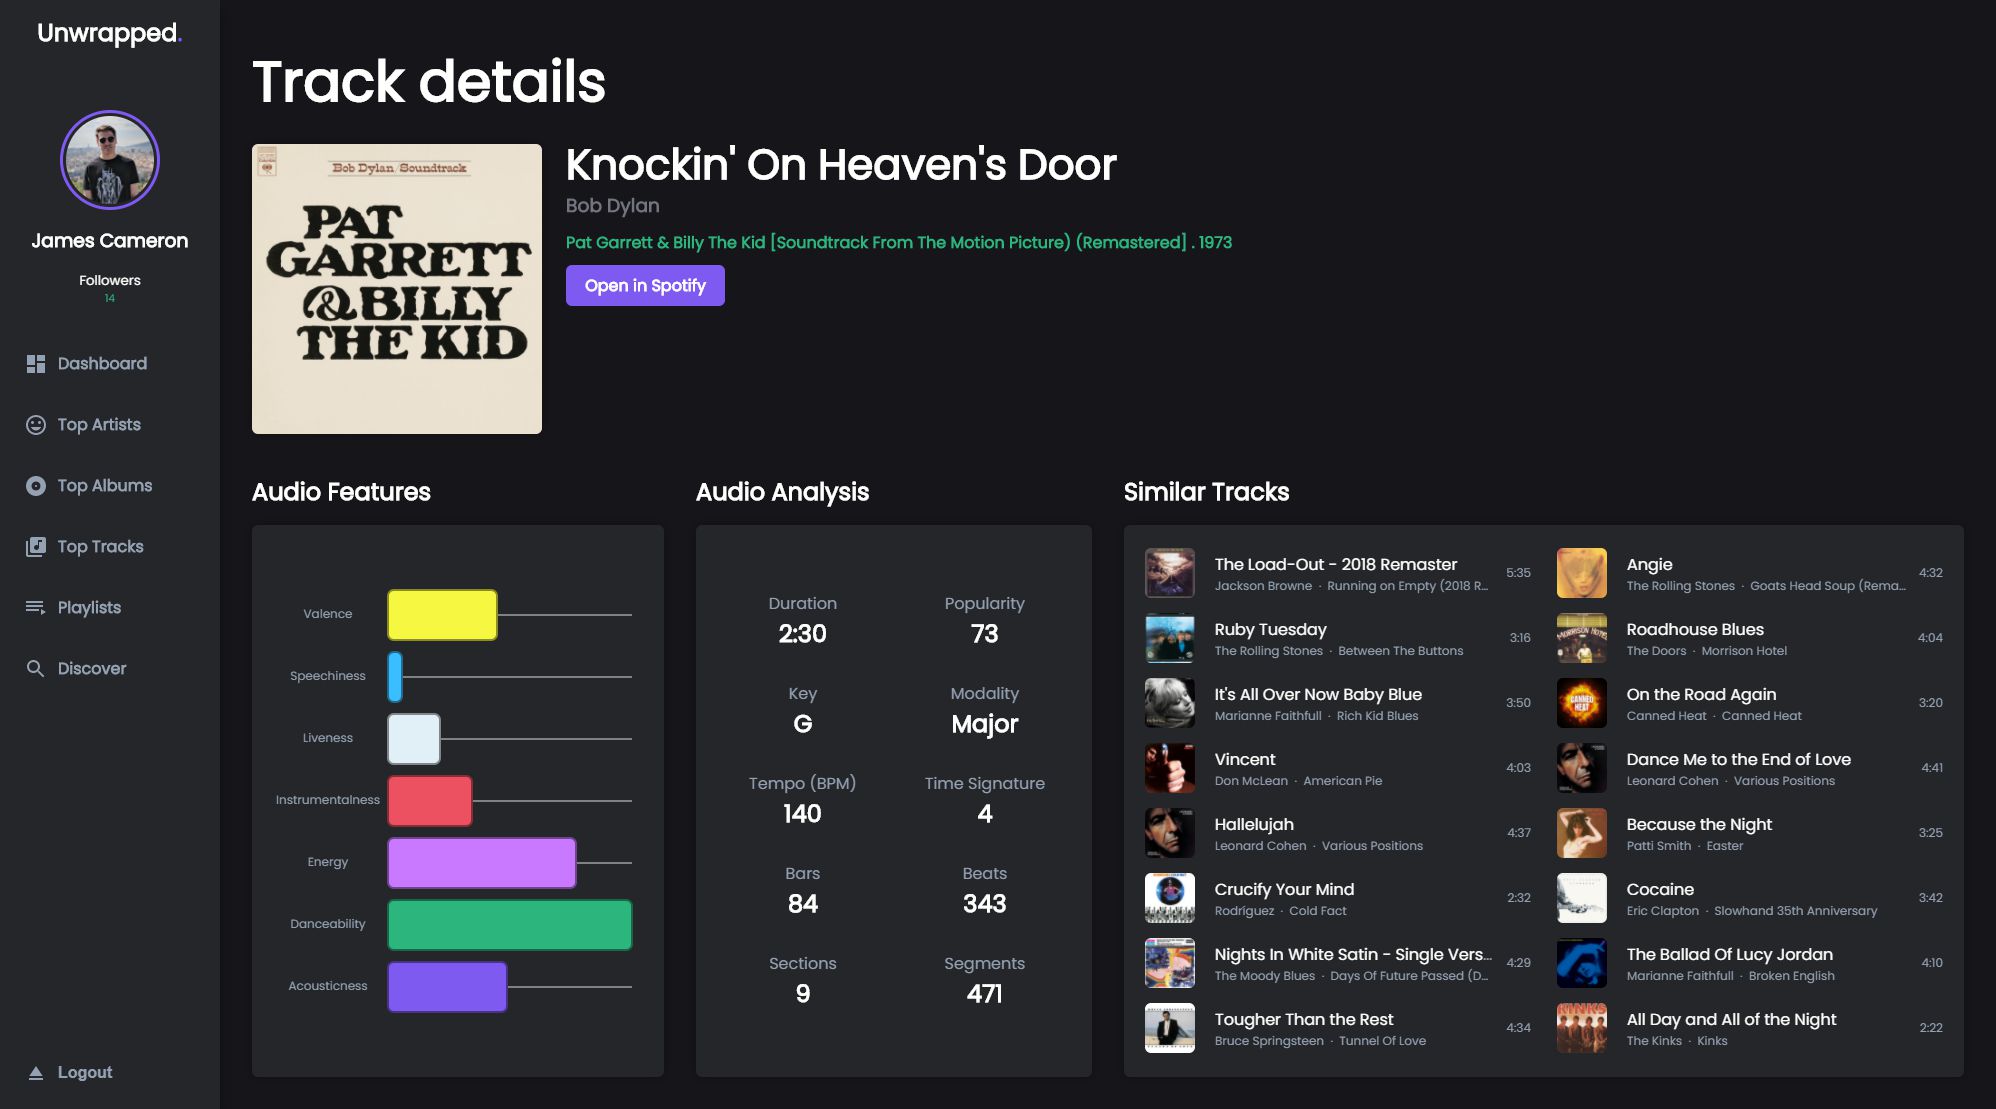 Unwrapped.
James Cameron
Followers
14
Dashboard
Top Artists
Top Albums
Top Tracks
Playlists
Discover
Logout
Track details
Bob Dylan/Soundtrack
PAT
GARRETT
& BILLY
THE KID
Knockin' On Heaven's Door
Bob Dylan
Pat Garrett & Billy The Kid [Soundtrack From The Motion Picture) (Remastered] . 1973
Open in Spotify
Audio Features
Valence
Speechiness
Liveness
Instrumentalness
Energy
Danceability
Acousticness
Audio Analysis
Duration Popularity
2:30 73
Key Modality
G Major
Tempo (BPM) Time Signature
140 4
Bars Beats
84 343
Sections Segments
9 471
Similar Tracks
The Load-Out - 2018 Remaster
Jackson Browne · Running on Empty (2018 R...
5:35
Ruby Tuesday
The Rolling Stones · Between The Buttons
3:16
It's All Over Now Baby Blue
Marianne Faithfull · Rich Kid Blues
3:50
Vincent
Don McLean · American Pie
4:03
Hallelujah
Leonard Cohen · Various Positions
4:37
Crucify Your Mind
Rodríguez · Cold Fact
2:32
Nights In White Satin - Single Vers...
The Moody Blues · Days Of Future Passed (D...
4:29
Tougher Than the Rest
Bruce Springsteen · Tunnel Of Love
4:34
Angie
The Rolling Stones · Goats Head Soup (Rema...
4:32
MORRISON HOTEL
Roadhouse Blues
The Doors · Morrison Hotel
4:04
CANNED
HEAT
On the Road Again
Canned Heat · Canned Heat
3:20
Dance Me to the End of Love
Leonard Cohen · Various Positions
4:41
Because the Night
Patti Smith · Easter
3:25
Cocaine
Eric Clapton · Slowhand 35th Anniversary
3:42
The Ballad Of Lucy Jordan
Marianne Faithfull · Broken English
4:10
KINKS
All Day and All of the Night
The Kinks · Kinks
2:22